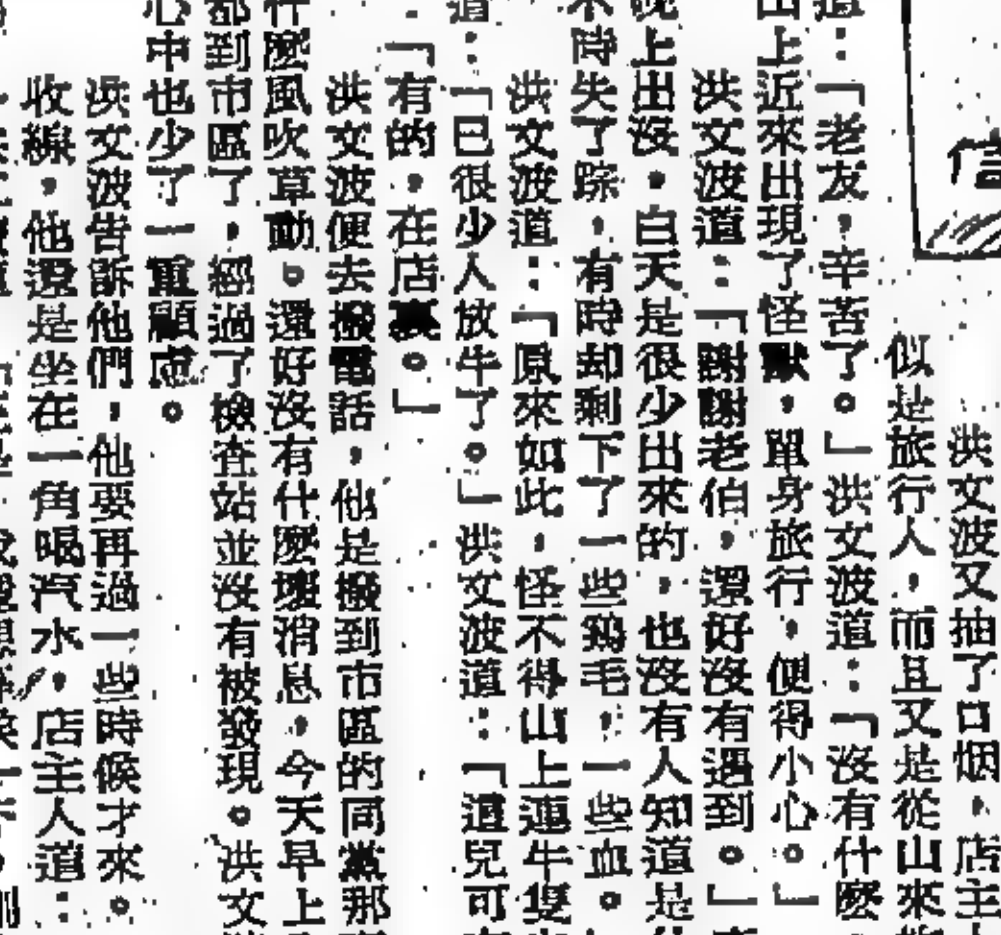 洪文波又抽了口烟，店主
似是旅行人，而且又是從山來
道：「老友，辛苦了。」洪文波道：「沒有什麼
山上近來出現了怪獸，單身旅行，便得小心。」
洪文波道：「謝謝老伯，還好沒有遇到。」
晚上出沒，白天是很少出來的，也沒有人知道是
不時失了踪，有時却剩下了一些鷄毛，一些血。
洪文波道：「原來如此，怪不得山上連牛隻
道：「已很少人放牛了。」洪文波道：「這兒可
「有的，在店裏。」
洪文波便去撥電話，他是撥到市區的同黨那
什麼風吹草動。還好沒有什麼壞消息，今天早上
都到市區了，經過了檢查站並沒有被發現。洪文
心中也少了一重顧慮。
洪文波告訴他們，他要再過一些時候才來。
收線，他還是坐在一角喝汽水，店主人道：
信